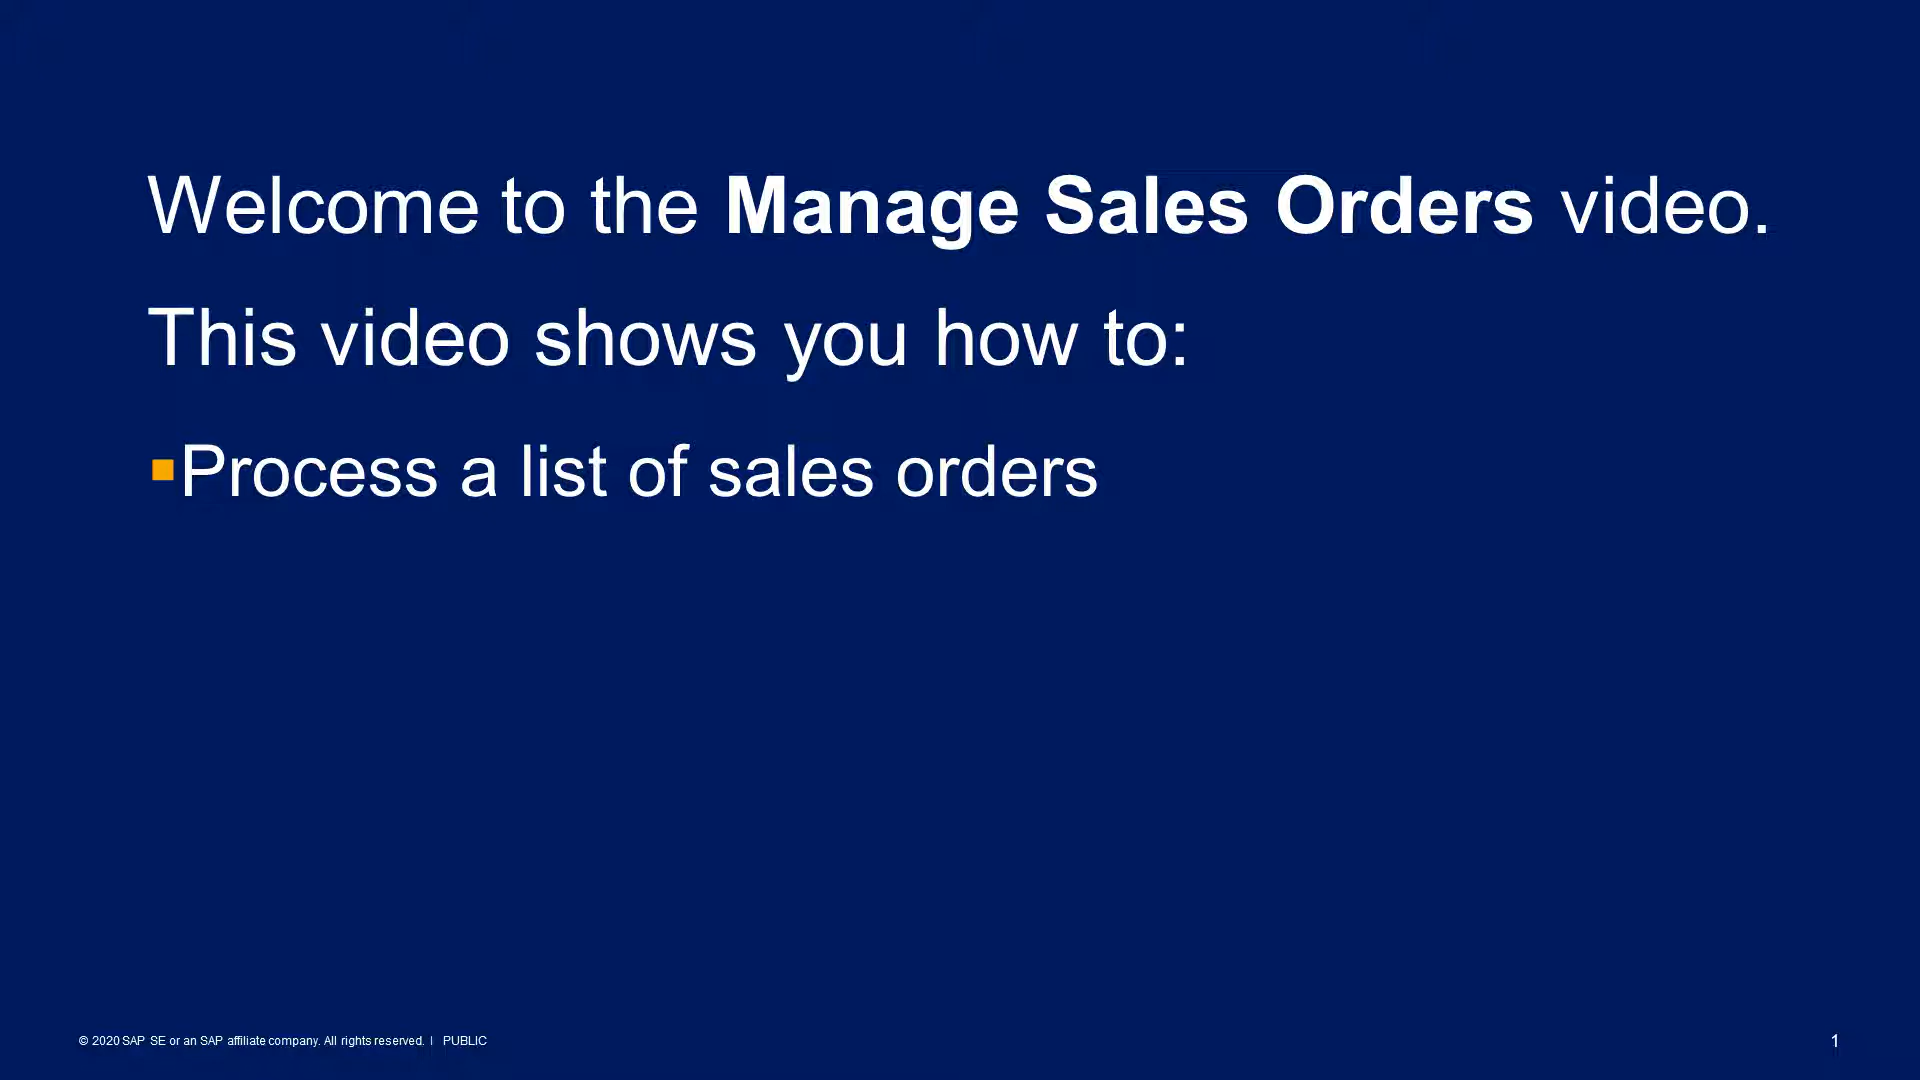 Welcome to the Manage Sales Orders video.
This video shows you how to:
▪Process a list of sales orders
© 2020 SAP SE or an SAP affiliate company. All rights reserved. | PUBLIC
1